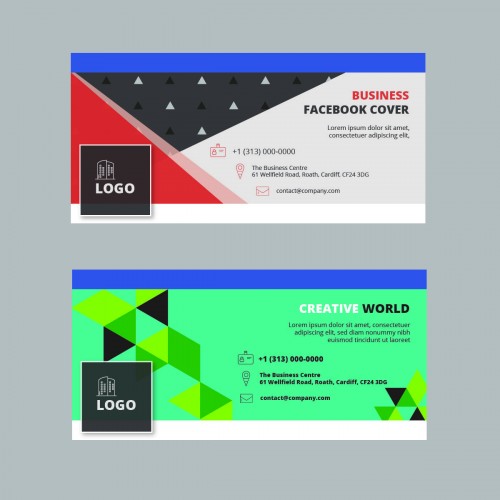 BUSINESS
FACEBOOK COVER
Lorem ipsum dolor sit amet,
consectetuer adipiscing elit,
+1 (313) 000-0000
The Business Centre
61 Wellfield Road, Roath, Cardiff CF24 3DG
contact@company.com
LOGO
CREATIVE WORLD
Lorem ipsum dolor sit amet, consectetuer
adipiscing elit, sed diam nonummy nibh
euismod tincidunt ut laoreet
+1 (313) 000-0000
The Business Centre
61 Wellfield Road, Roath, Cardiff CF24 3DG
contact@company.com
LOGO